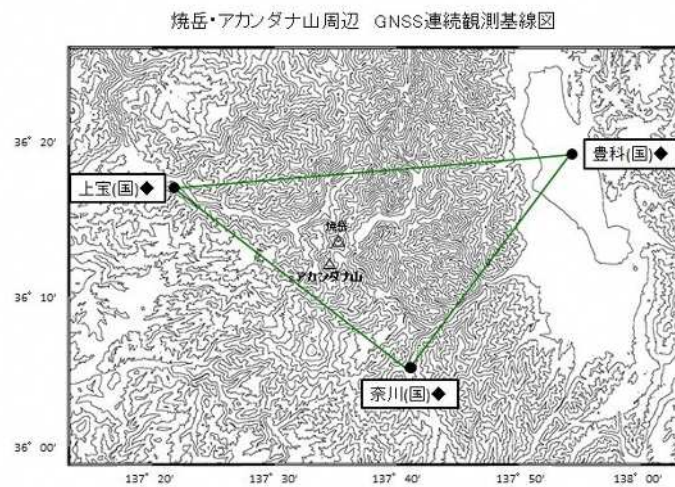 焼岳・アカンダナ山周辺 GNSS連続観測基線図
36° 20'
豊科(国)◆
上宝(国)◆
焼岳
アカンダナ山
36° 10'
奈川(国)◆
36° 00'
137° 20' 137° 30' 137° 40' 137° 50' 138° 00'